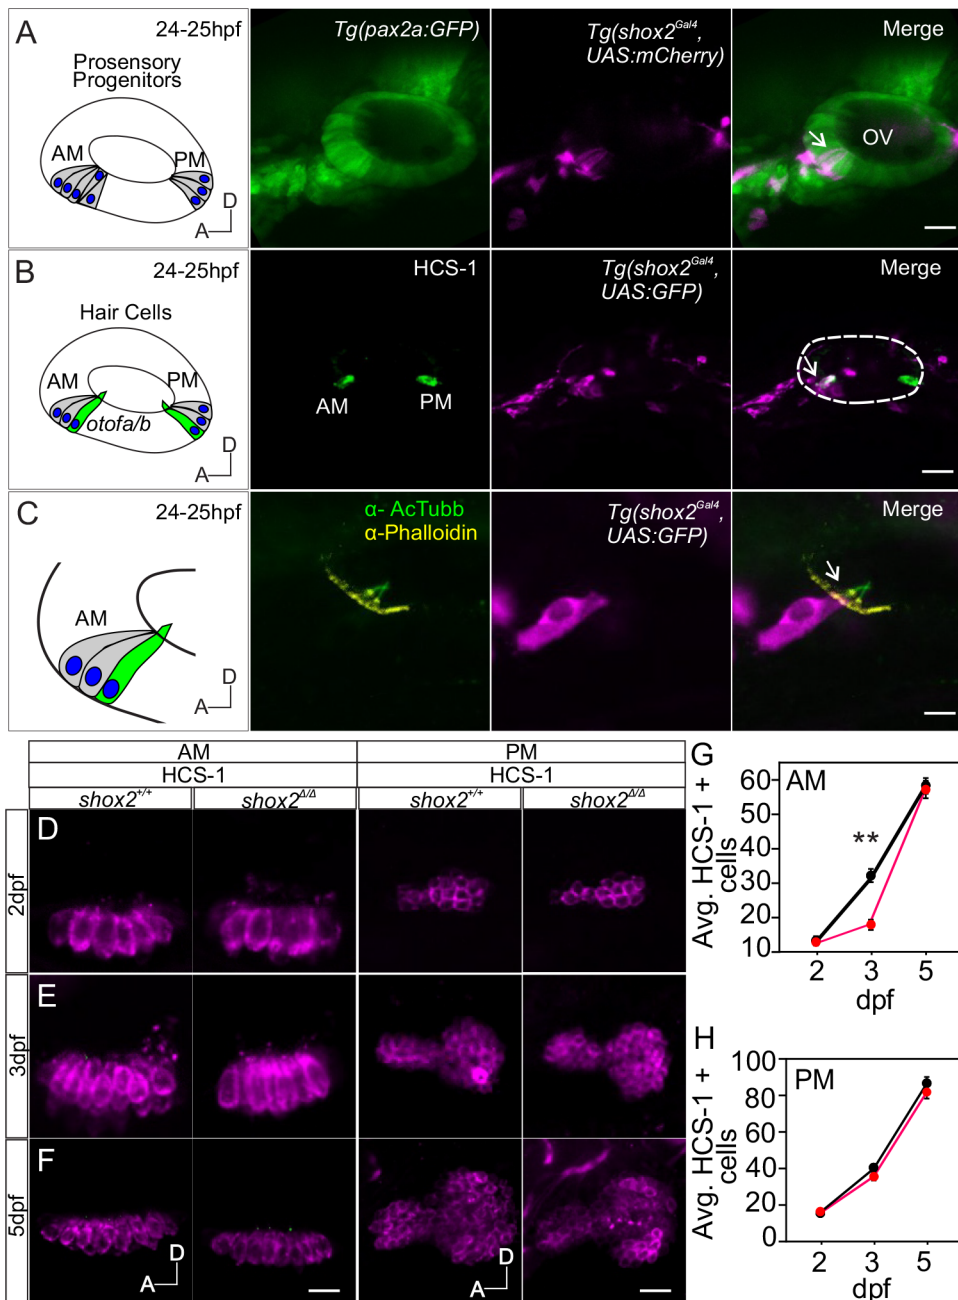 A
24-25hpf
Prosensory
Progenitors
AM
PM
D
A
Tg(pax2a:GFP)
Tg(shox2Gal4,
UAS:mCherry)
Merge
OV
B
24-25hpf
Hair Cells
AM
PM
otofa/b
D
A
HCS-1
AM
PM
Tg(shox2Gal4,
UAS:GFP)
Merge
C
24-25hpf
AM
D
A
α- AcTubb
α-Phalloidin
Tg(shox2Gal4,
UAS:GFP)
Merge
AM
PM
HCS-1
HCS-1
shox2+/+
shox2Δ/Δ
shox2+/+
shox2Δ/Δ
2dpf
D
3dpf
E
5dpf
F
D
A
D
A
G
AM
Avg. HCS-1 +
cells
60
50
40
30
20
10
**
2
3
5
dpf
H
PM
Avg. HCS-1 +
cells
100
80
60
40
20
0
2
3
5
dpf